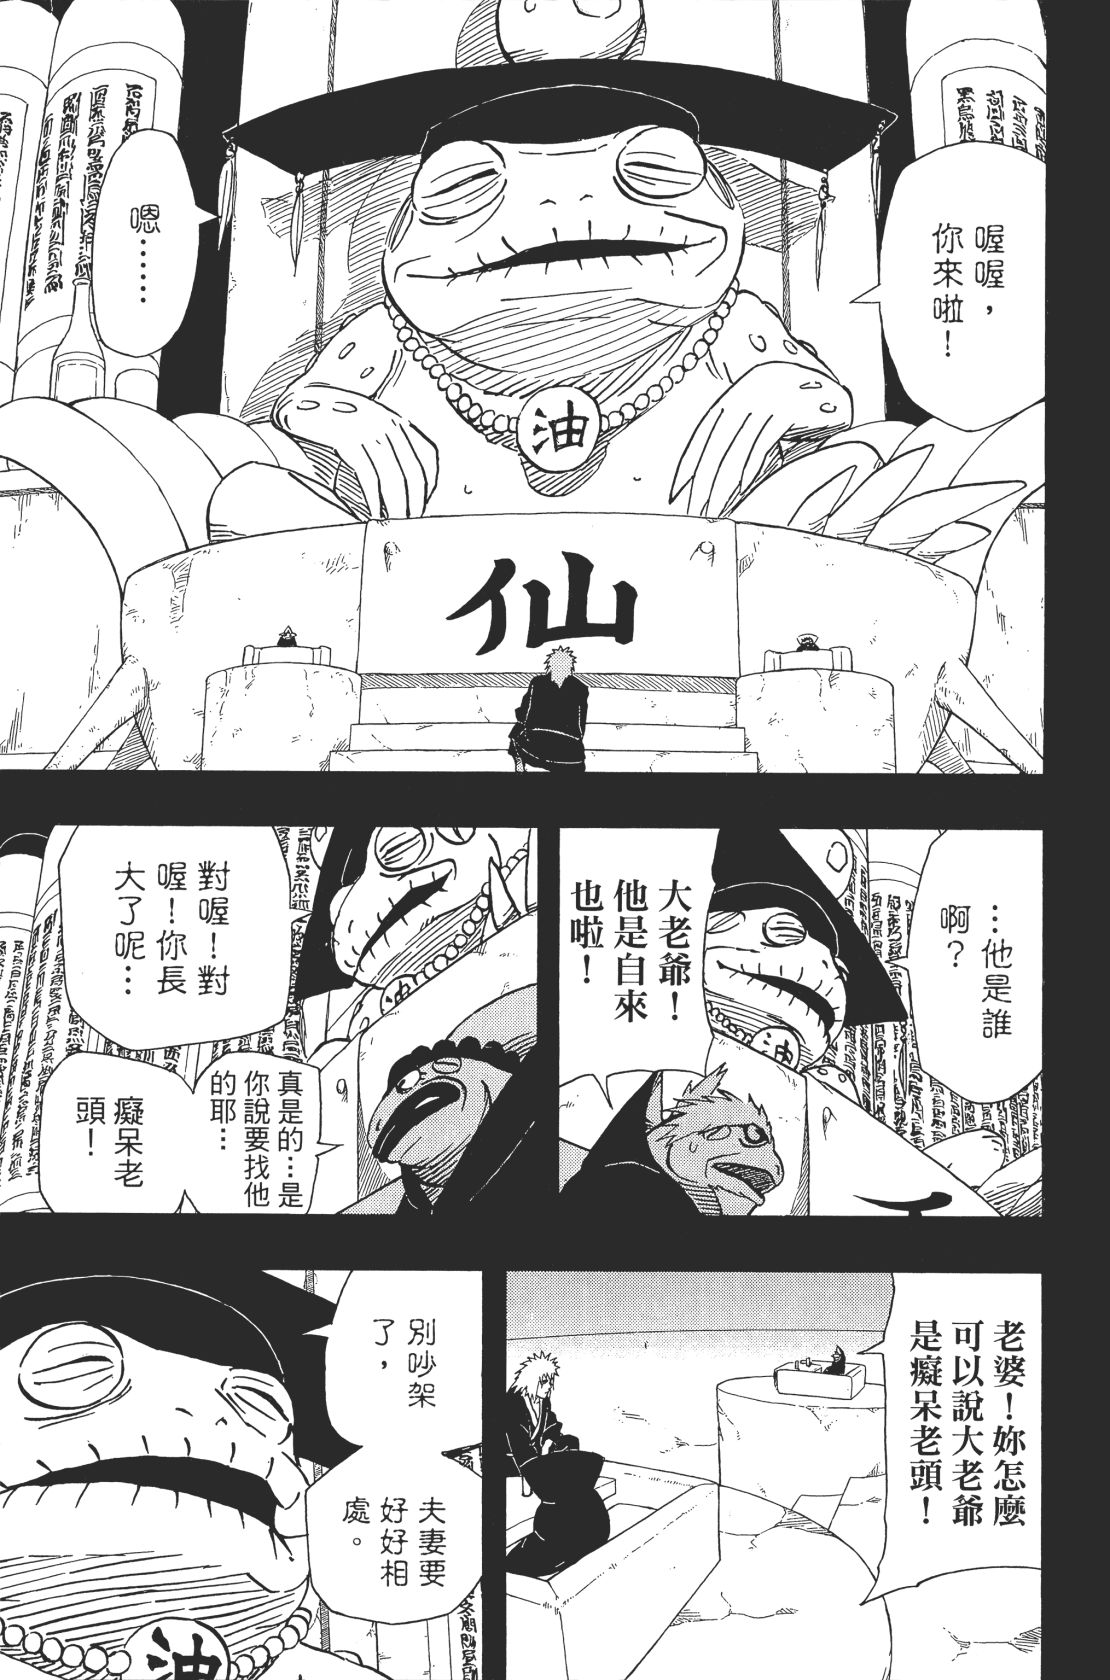 喔喔，
你來啦！
嗯……
油
仙
…他是誰
啊？
油
大老爺！
他是自來
也啦！
對喔！對
喔！你長
大了呢…
油
真是的…是
你說要找他
的耶…
癡呆老
頭！
老婆！妳怎麼
可以說大老爺
是癡呆老頭！
別吵架
了，
夫妻要
好好相
處。
油